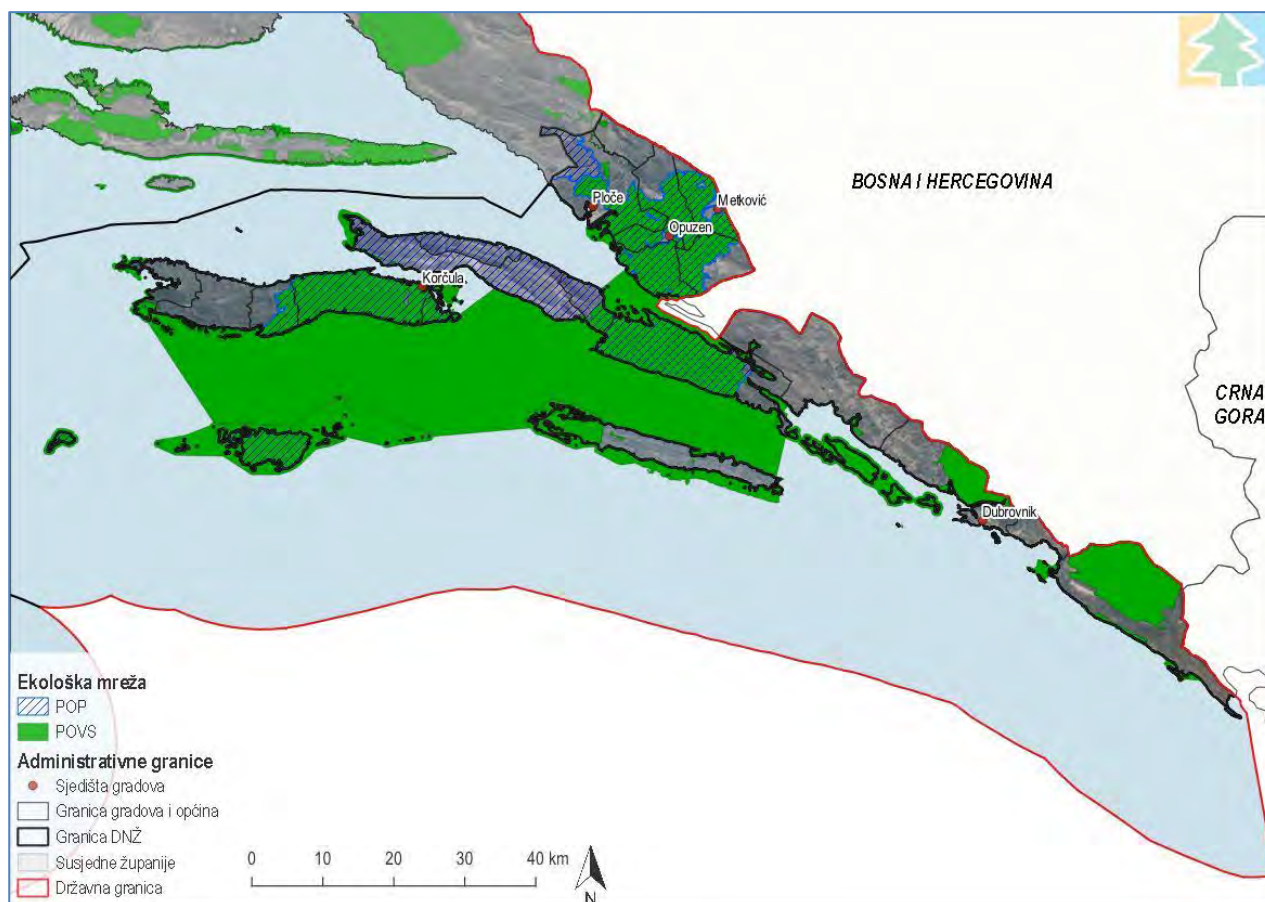 BOSNA I HERCEGOVINA
CRNA
GORA
Ploče
Metković
Opuzen
Korčula
Dubrovnik
Ekološka mreža
POP
POVS
Administrativne granice
Sjedišta gradova
Granica gradova i općina
Granica DNŽ
Susjedne županije
Državna granica
0 10 20 30 40 km
N